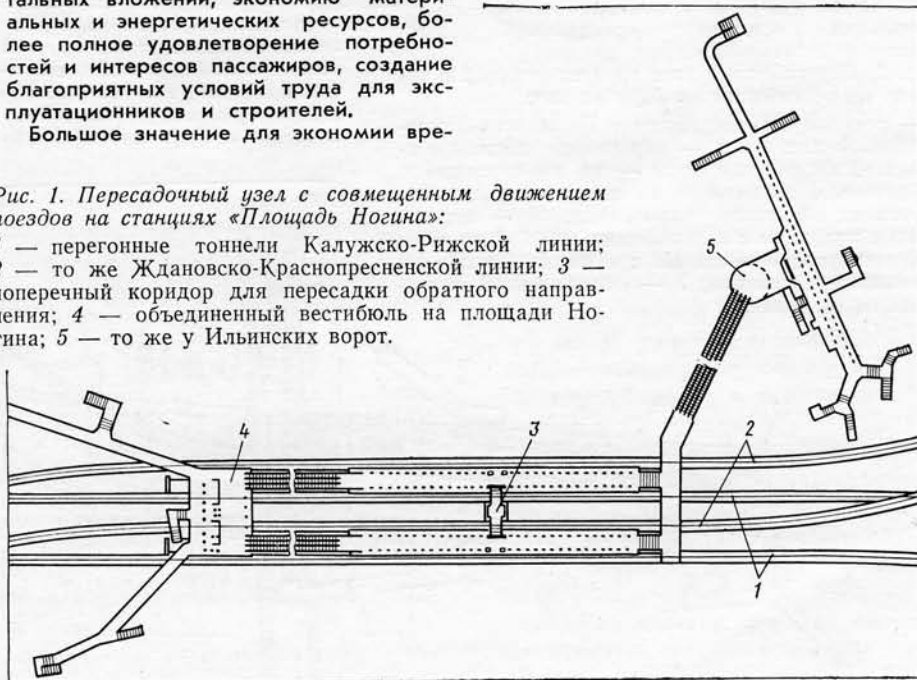 тальных вложений, экономию матери-
альных и энергетических ресурсов, бо-
лее полное удовлетворение потребно-
стей и интересов пассажиров, создание
благоприятных условий труда для экс-
плуатационников и строителей.
Большое значение для экономии вре-
Рис. 1. Пересадочный узел с совмещенным движением
поездов на станциях «Площадь Ногина»:
— перегонные тоннели Калужско-Рижской линии;
— то же Ждановско-Краснопресненской линии; 3 —
поперечный коридор для пересадки обратного направ-
ления; 4 — объединенный вестибюль на площади Но-
гина; 5 — то же у Ильинских ворот.
5
4
3
2
1